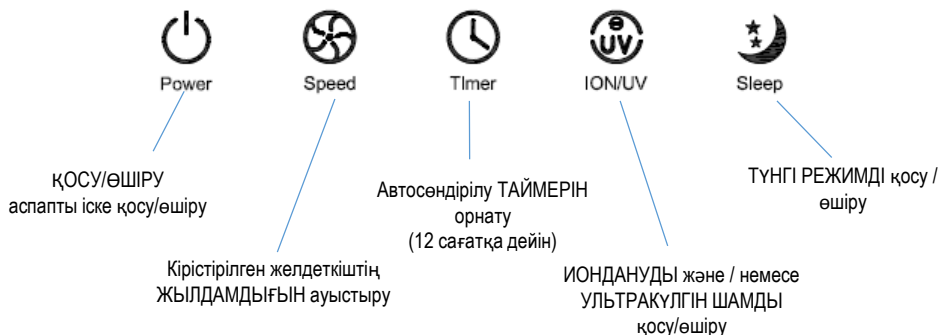 UV
Power
Speed
TImer
ION/UV
Sleep
ҚОСУ/ӨШІРУ
аспапты іске қосу/өшіру
Кірістірілген желдеткіштің
ЖЫЛДАМДЫҒЫН ауыстыру
Автосөндірілу ТАЙМЕРІН
орнату
(12 сағатқа дейін)
ИОНДАНУДЫ және / немесе
УЛЬТРАКҮЛГІН ШАМДЫ
қосу/өшіру
ТҮНГІ РЕЖИМДІ қосу /
өшіру